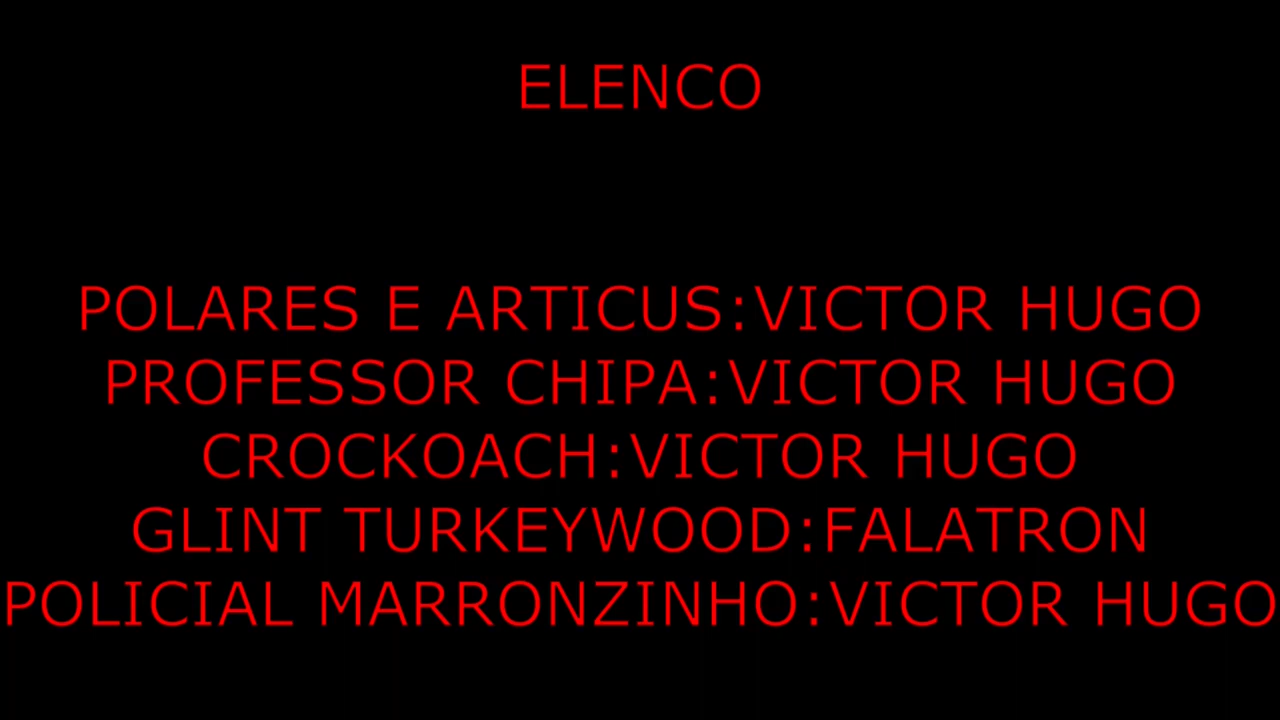 ELENCO
POLARES E ARTICUS:VICTOR HUGO
PROFESSOR CHIPA:VICTOR HUGO
CROCKOACH:VICTOR HUGO
GLINT TURKEYWOOD:FALATRON
POLICIAL MARRONZINHO:VICTOR HUGO